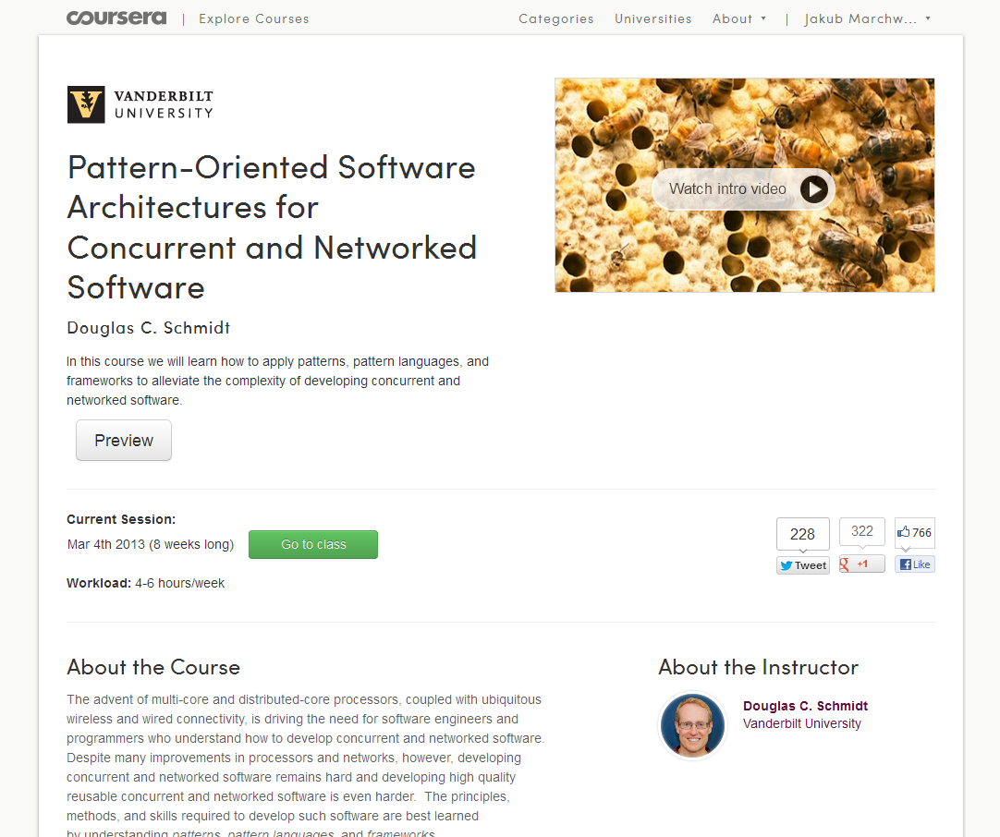 coursera | Explore Courses Categories Universities About | Jakub Marchw...
VANDERBILT
UNIVERSITY
Pattern-Oriented Software
Architectures for
Concurrent and Networked
Software
Douglas C. Schmidt
In this course we will learn how to apply patterns, pattern languages, and
frameworks to alleviate the complexity of developing concurrent and
networked software.
Preview
Watch intro video
Current Session:
Mar 4th 2013 (8 weeks long) Go to class
Workload: 4-6 hours/week
228 322 766
Tweet +1 Like
About the Course
The advent of multi-core and distributed-core processors, coupled with ubiquitous
wireless and wired connectivity, is driving the need for software engineers and
programmers who understand how to develop concurrent and networked software.
Despite many improvements in processors and networks, however, developing
concurrent and networked software remains hard and developing high quality
reusable concurrent and networked software is even harder.  The principles,
methods, and skills required to develop such software are best learned
by understanding patterns, pattern languages, and frameworks.
About the Instructor
Douglas C. Schmidt
Vanderbilt University